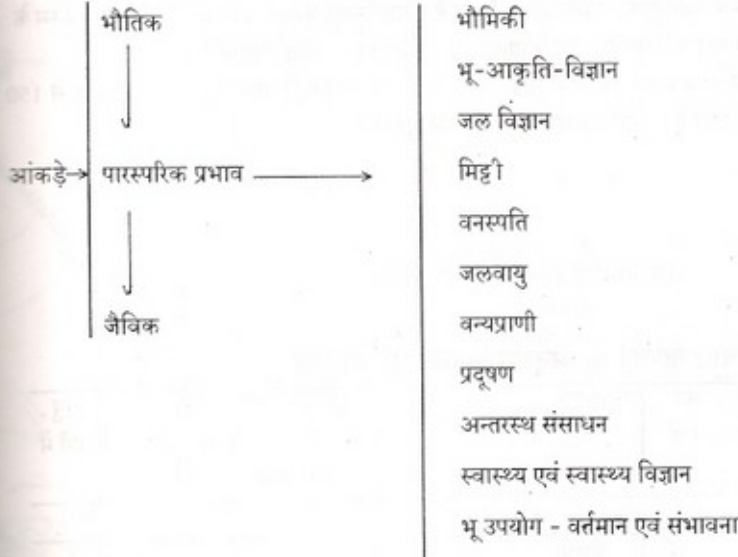 भौतिक
आंकड़े→ पारस्परिक प्रभाव
जैविक
भौमिकी
भू-आकृति-विज्ञान
जल विज्ञान
मिट्टी
वनस्पति
जलवायु
वन्यप्राणी
प्रदूषण
अन्तरस्थ संसाधन
स्वास्थ्य एवं स्वास्थ्य विज्ञान
भू उपयोग - वर्तमान एवं संभावना